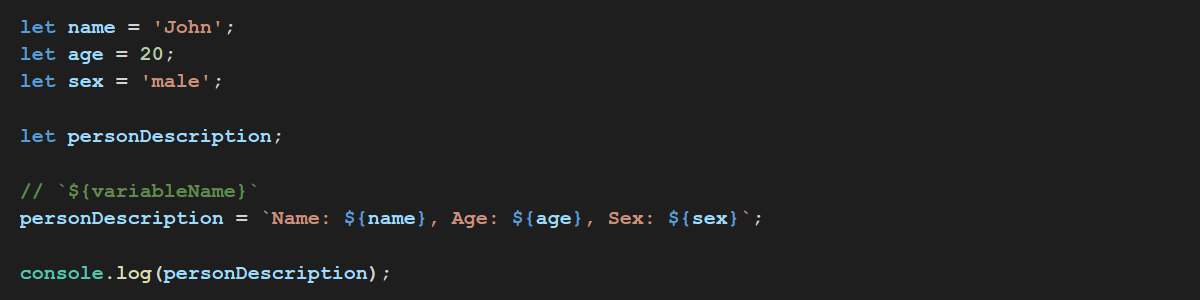 let name = 'John';
let age = 20;
let sex = 'male';
let personDescription;
// `${variableName}`
personDescription = `Name: ${name}, Age: ${age}, Sex: ${sex}`;
console.log(personDescription);